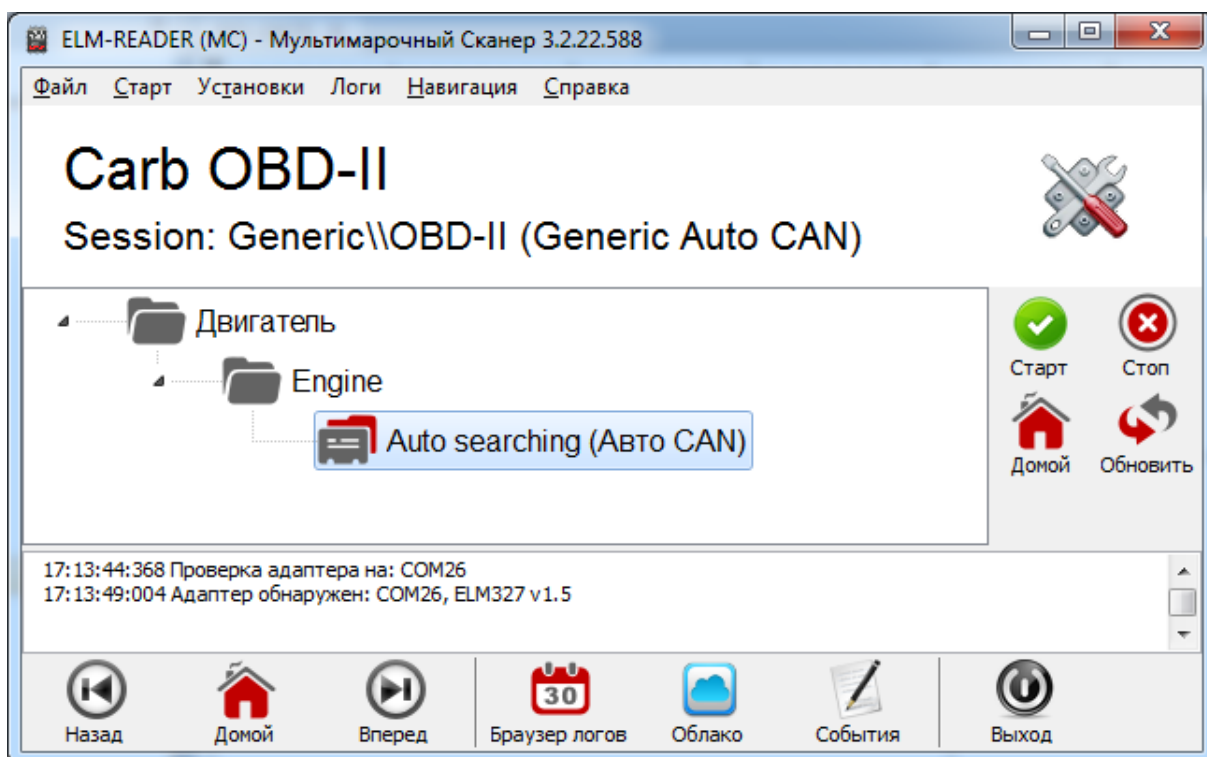 ELM-READER (MC) - Мультимарочный Сканер 3.2.22.588
Файл Старт Установки Логи Навигация Справка
Carb OBD-II
Session: Generic\\OBD-II (Generic Auto CAN)
Двигатель
Engine
Auto searching (Авто CAN)
Старт Стоп
Домой Обновить
17:13:44:368 Проверка адаптера на: COM26
17:13:49:004 Адаптер обнаружен: COM26, ELM327 v1.5
30
Назад Домой Вперед Браузер логов Облако События Выход